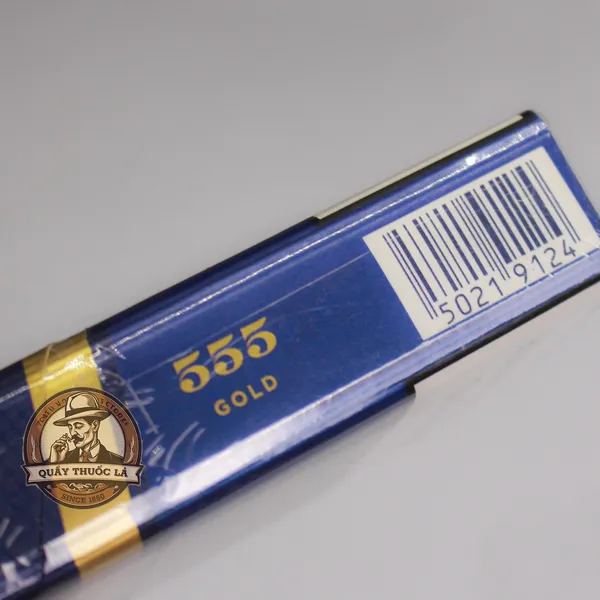 555
GOLD
5021 9124
QUẦY THUỐC LÁ
SINCE 1890